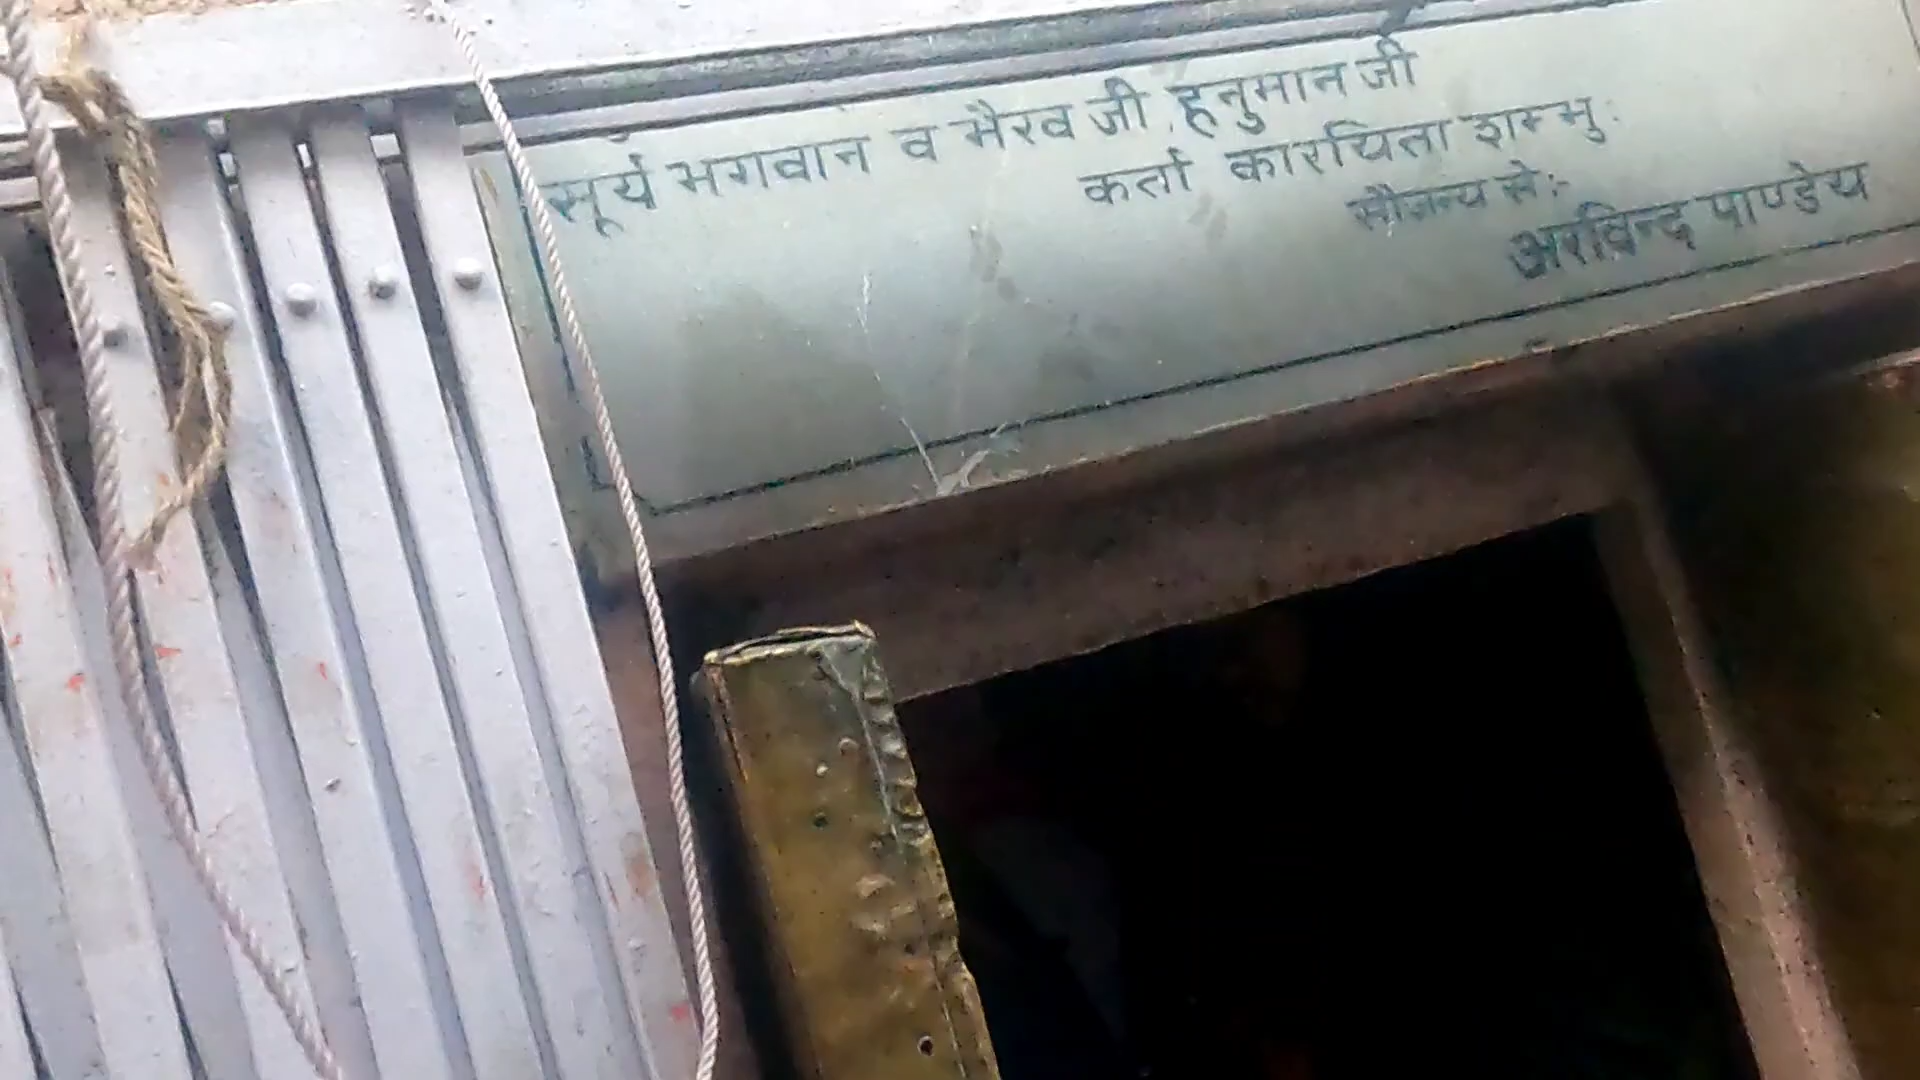 सूर्य भगवान व भैरव जी, हनुमान जी
कर्ता कारयिता शम्भु:
सौजन्य से:-
अरविन्द पाण्डेय